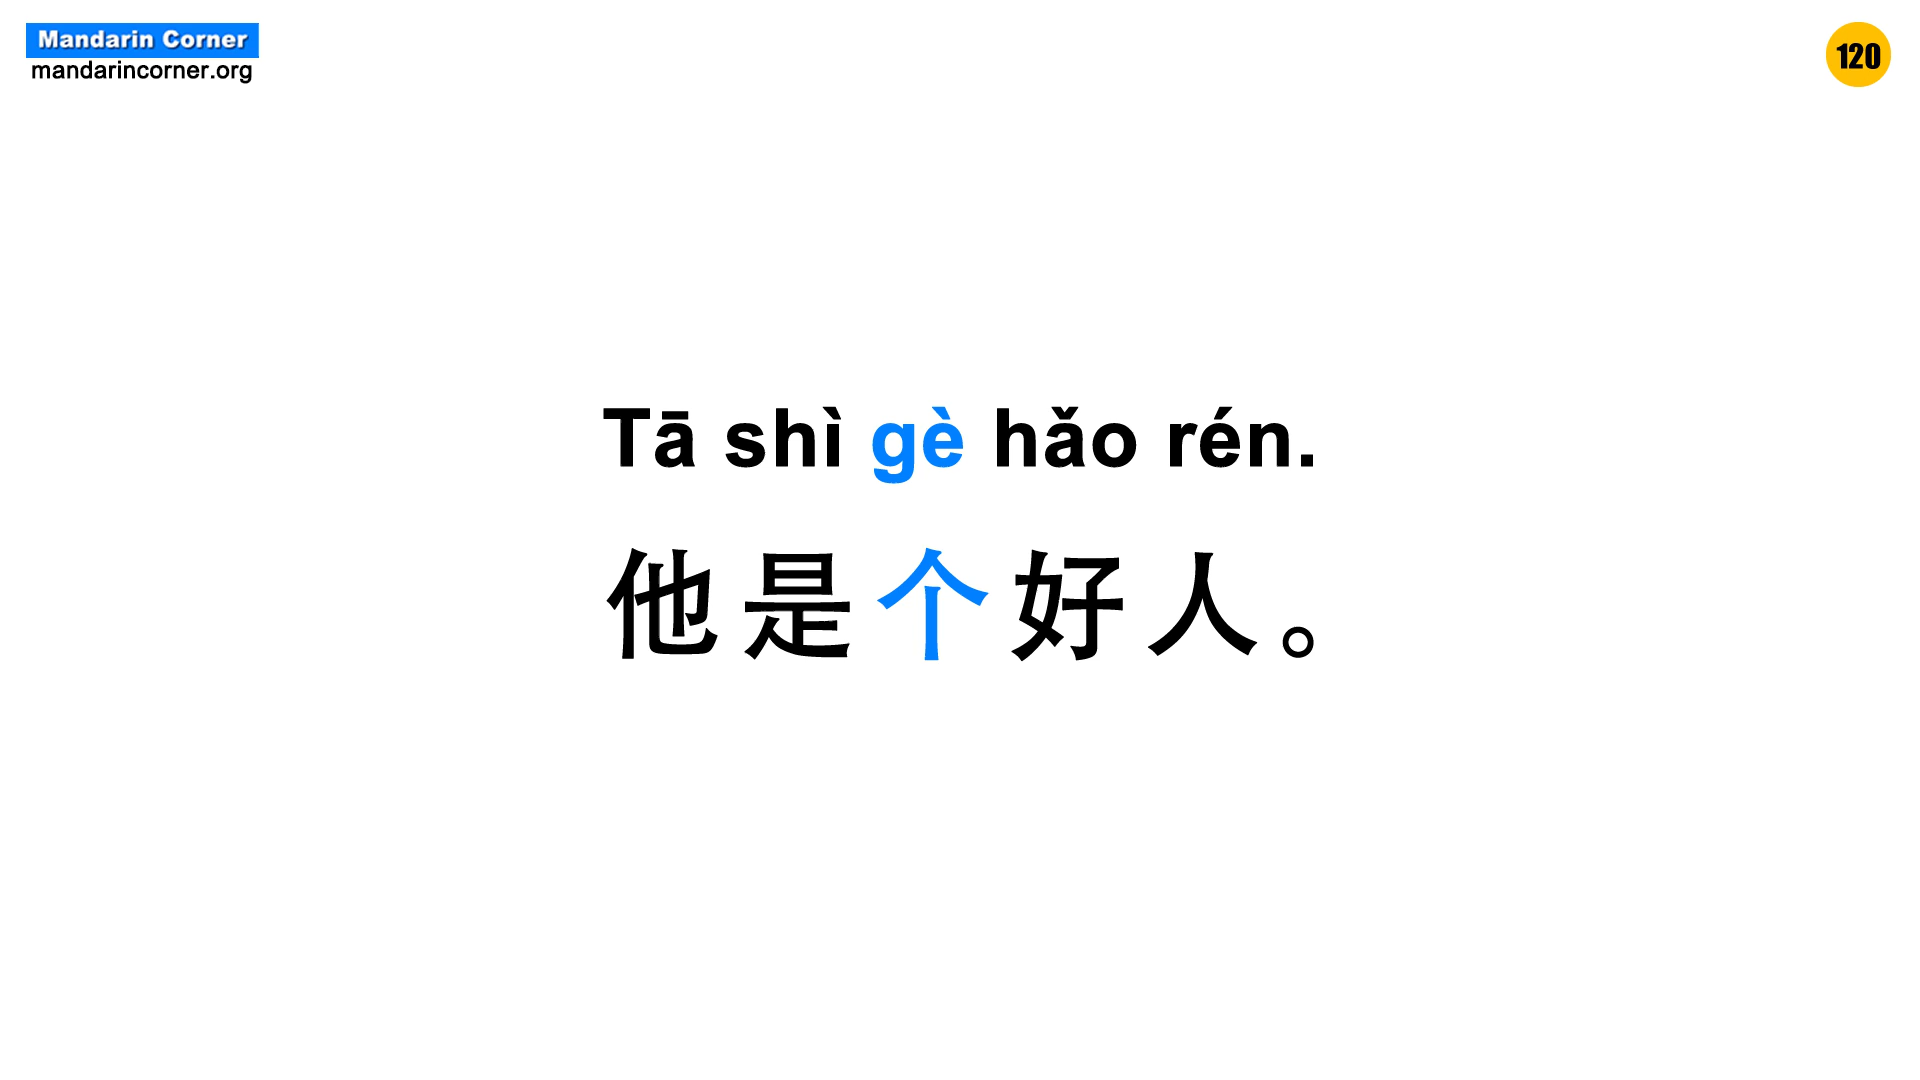 Mandarin Corner
mandarincorner.org
120
Tā shì gè hǎo rén.
他是个好人。